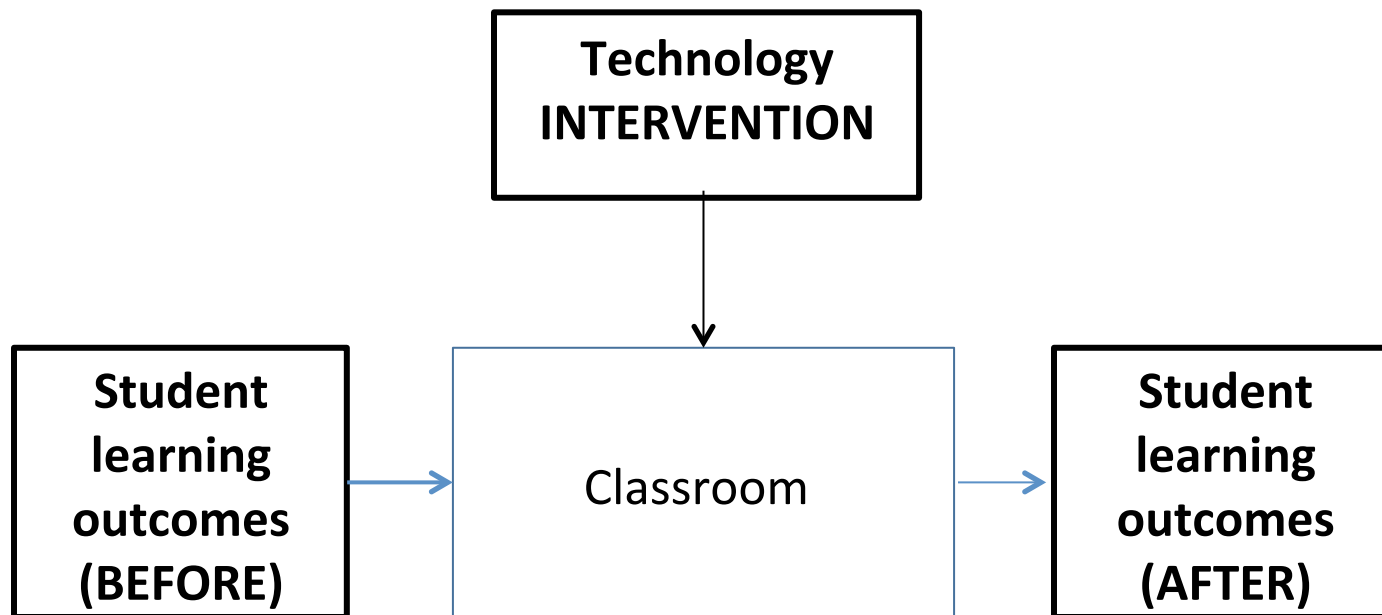 Technology
INTERVENTION
Student
learning
outcomes
(BEFORE)
Classroom
Student
learning
outcomes
(AFTER)